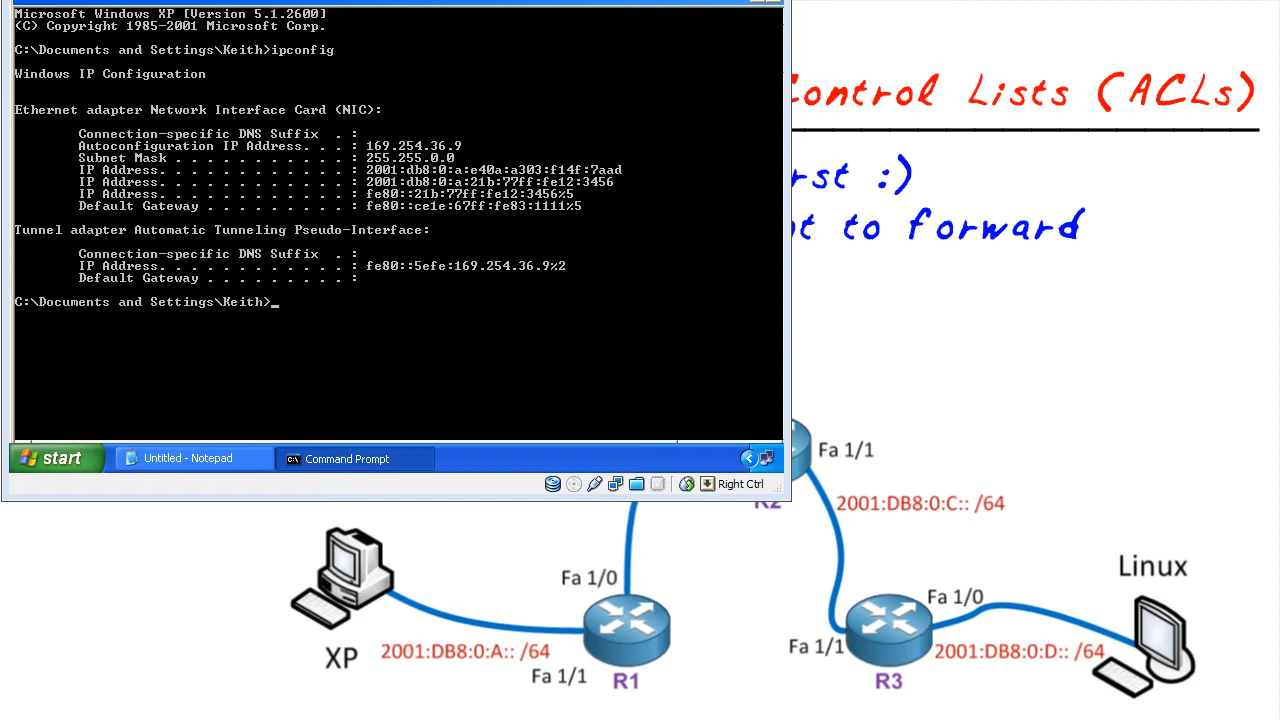 Microsoft Windows XP [Version 5.1.2600]
(C) Copyright 1985-2001 Microsoft Corp.
C:\Documents and Settings\Keith>ipconfig
Windows IP Configuration
Ethernet adapter Network Interface Card (NIC):
Connection-specific DNS Suffix . :
Autoconfiguration IP Address. . . : 169.254.36.9
Subnet Mask . . . . . . . . . . . : 255.255.0.0
IP Address. . . . . . . . . . . . : 2001:db8:0:a:e40a:a303:f14f:7aad
IP Address. . . . . . . . . . . . : 2001:db8:0:a:21b:77ff:fe12:3456
IP Address. . . . . . . . . . . . : fe80::21b:77ff:fe12:3456%5
Default Gateway . . . . . . . . . : fe80::ce1e:67ff:fe83:1111%5
Tunnel adapter Automatic Tunneling Pseudo-Interface:
Connection-specific DNS Suffix . :
IP Address. . . . . . . . . . . . : fe80::5efe:169.254.36.9%2
Default Gateway . . . . . . . . . :
C:\Documents and Settings\Keith>_
Control Lists (ACLs)
rst :)
to forward
start
Untitled - Notepad
Command Prompt
Right Ctrl
Fa 1/1
R2
2001:DB8:0:C:: /64
Linux
Fa 1/0
Fa 1/0
XP
2001:DB8:0:A:: /64
Fa 1/1
R1
Fa 1/1
2001:DB8:0:D:: /64
R3